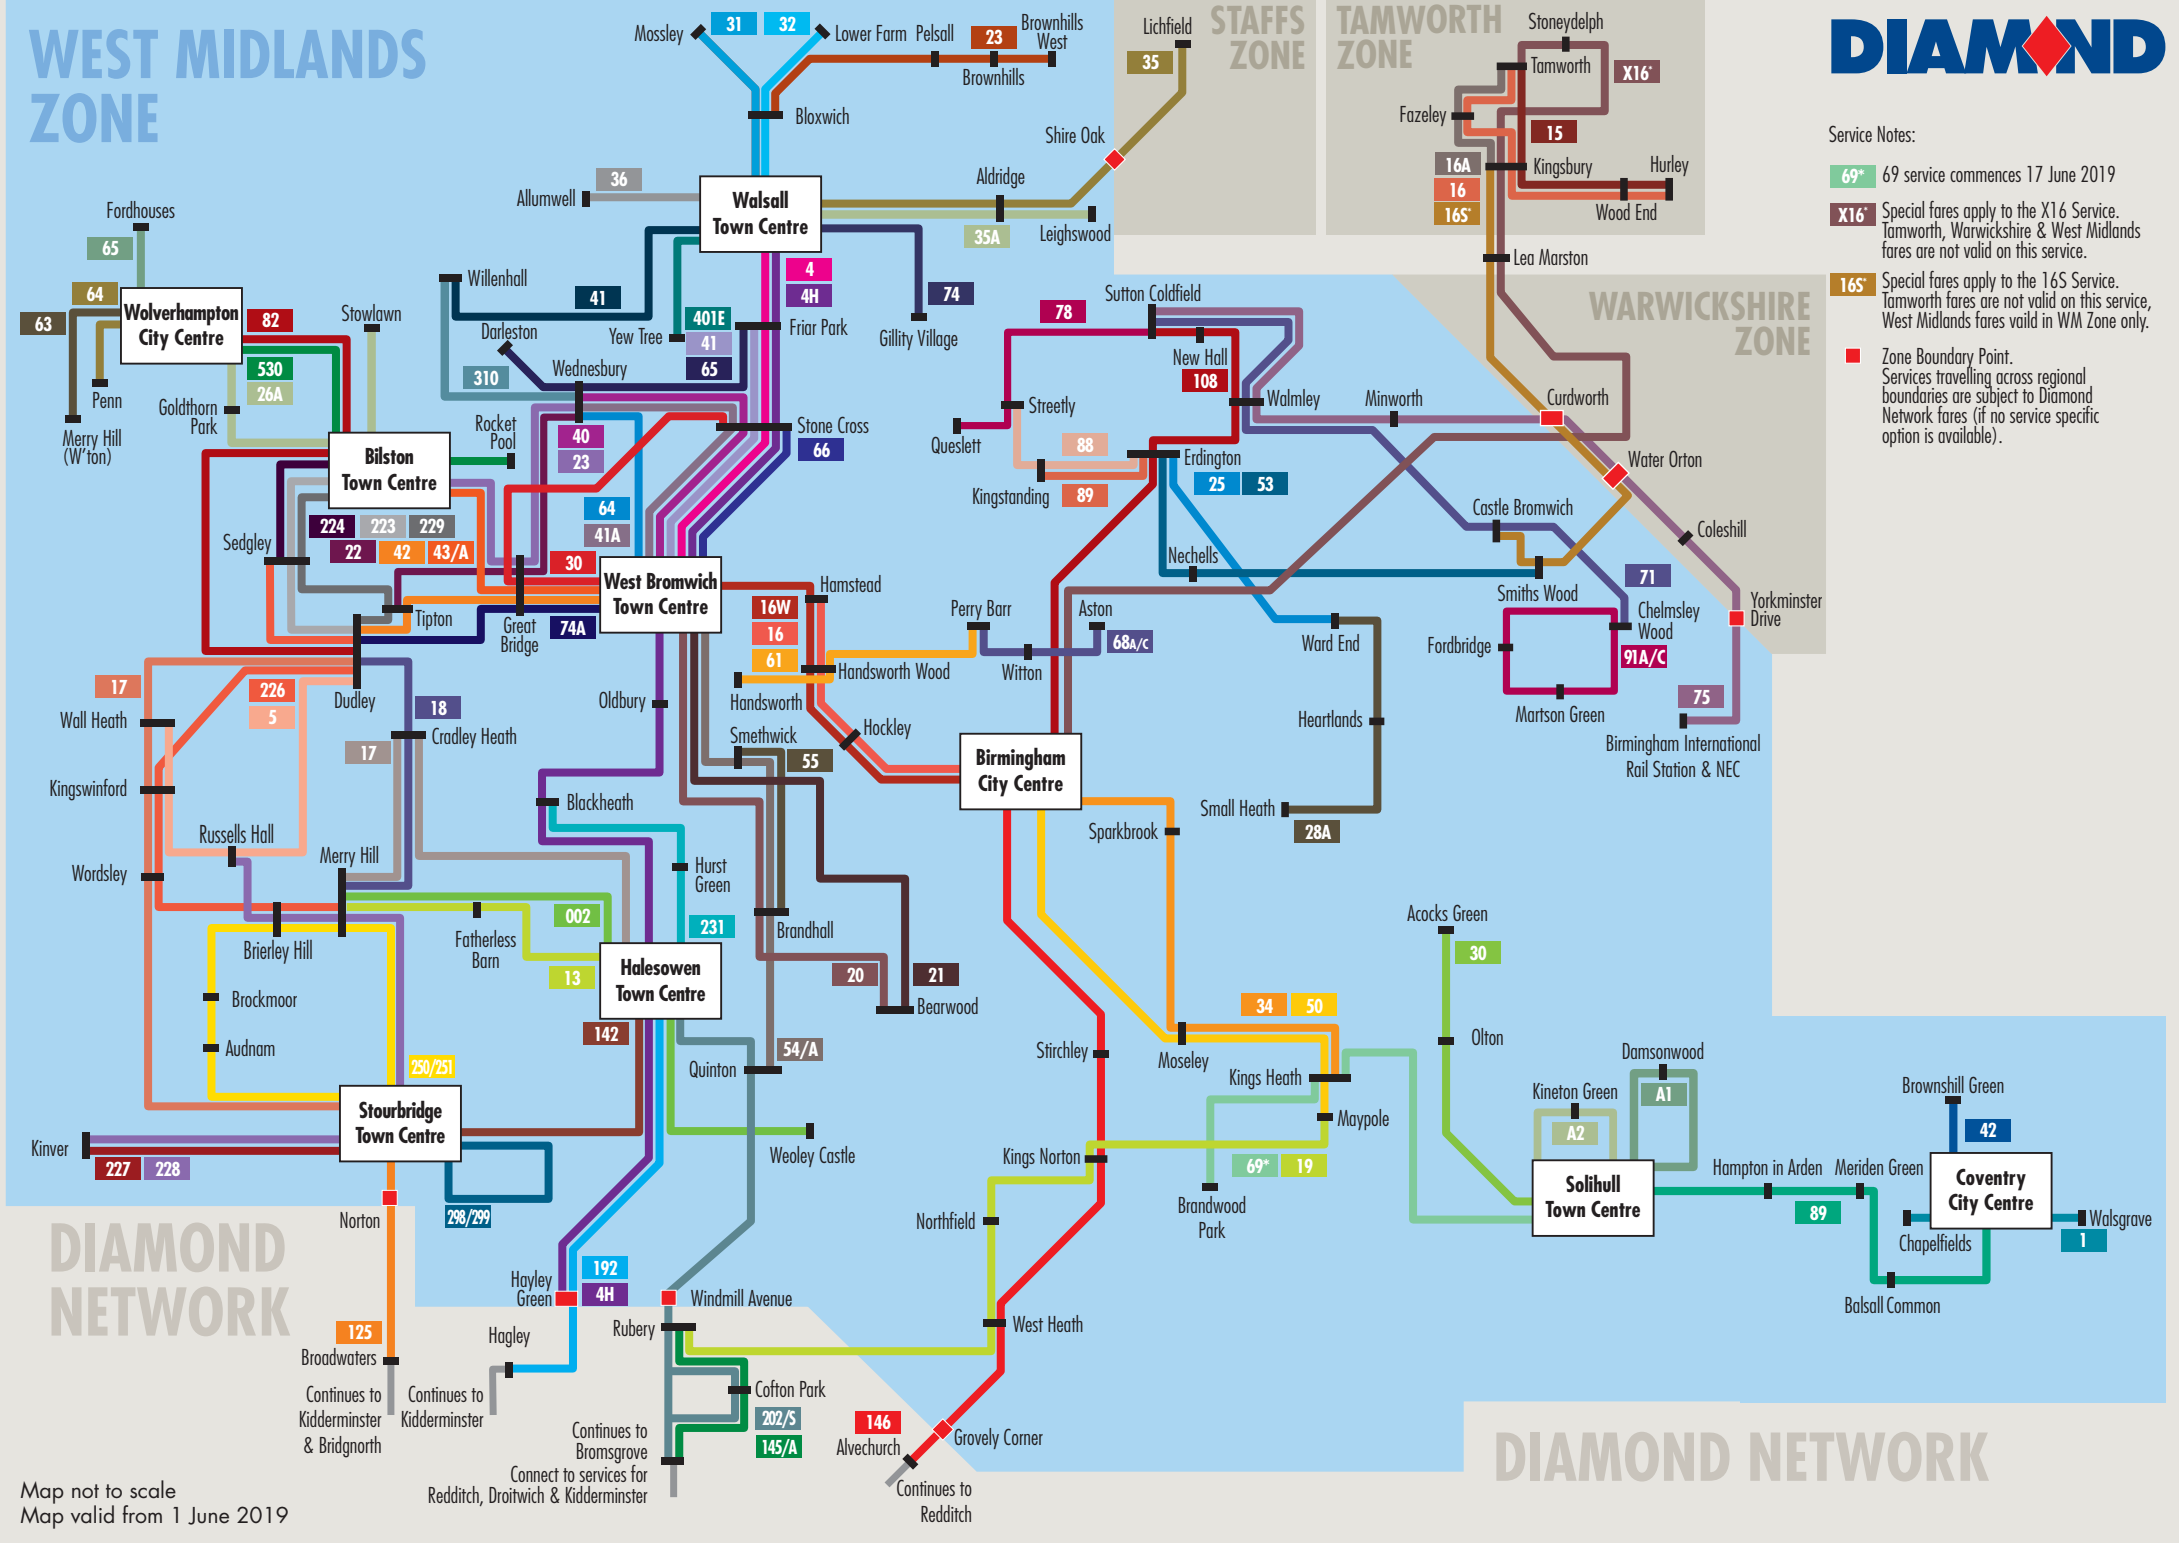 WEST MIDLANDS
ZONE
STAFFS
ZONE
TAMWORTH
ZONE
WARWICKSHIRE
ZONE
DIAMOND
Service Notes:
69* 69 service commences 17 June 2019
X16* Special fares apply to the X16 Service.
Tamworth, Warwickshire & West Midlands
fares are not valid on this service.
16S* Special fares apply to the 16S Service.
Tamworth fares are not valid on this service,
West Midlands fares vaild in WM Zone only.
Zone Boundary Point.
Services travelling across regional
boundaries are subject to Diamond
Network fares (if no service specific
option is available).
Mossley
31
32
Lower Farm
Pelsall
23
Brownhills
West
Brownhills
Bloxwich
Lichfield
35
Shire Oak
Stoneydelph
Tamworth
X16*
Fazeley
15
16A
16
16S*
Kingsbury
Hurley
Wood End
Lea Marston
Allumwell
36
Walsall
Town Centre
Aldridge
35A
Leighswood
Fordhouses
65
64
63
Wolverhampton
City Centre
82
530
26A
Stowlawn
Penn
Merry Hill
(W'ton)
Goldthorn
Park
Willenhall
41
Darleston
Yew Tree
401E
41
65
4
4H
Friar Park
74
Gillity Village
310
Wednesbury
Rocket
Pool
40
23
Stone Cross
66
64
41A
Bilston
Town Centre
224
223
229
22
42
43/A
Sedgley
30
West Bromwich
Town Centre
74A
Tipton
Great
Bridge
Dudley
78
Sutton Coldfield
New Hall
108
Walmley
Minworth
Curdworth
Streetly
Queslett
88
Kingstanding
89
Erdington
25
53
Water Orton
Castle Bromwich
Coleshill
Nechells
Smiths Wood
71
Chelmsley
Wood
Yorkminster
Drive
Fordbridge
91A/C
Martson Green
75
Birmingham International
Rail Station & NEC
Hamstead
16W
16
61
Perry Barr
Aston
68A/C
Witton
Handsworth Wood
Handsworth
Hockley
Ward End
Heartlands
Small Heath
28A
17
Wall Heath
226
5
18
Cradley Heath
17
Kingswinford
Russells Hall
Merry Hill
Wordsley
Brierley Hill
Fatherless
Barn
002
13
Oldbury
Smethwick
55
Blackheath
Hurst
Green
231
Brandhall
20
21
Bearwood
Halesowen
Town Centre
142
54/A
Quinton
Weoley Castle
Brockmoor
Audnam
250/251
Stourbridge
Town Centre
Kinver
227
228
298/299
Norton
125
Broadwaters
Continues to
Kidderminster
& Bridgnorth
Hayley
Green
192
4H
Hagley
Continues to
Kidderminster
Windmill Avenue
Rubery
Cofton Park
202/S
145/A
Continues to
Bromsgrove
Connect to services for
Redditch, Droitwich & Kidderminster
Birmingham
City Centre
Sparkbrook
34
50
Moseley
Stirchley
Kings Heath
Maypole
Kings Norton
69*
19
Brandwood
Park
Northfield
West Heath
146
Alvechurch
Grovely Corner
Continues to
Redditch
Acocks Green
30
Olton
Damsonwood
A1
Kineton Green
A2
Solihull
Town Centre
Hampton in Arden
Meriden Green
89
Balsall Common
Brownshill Green
42
Coventry
City Centre
Chapelfields
Walsgrave
1
DIAMOND
NETWORK
DIAMOND NETWORK
Map not to scale
Map valid from 1 June 2019